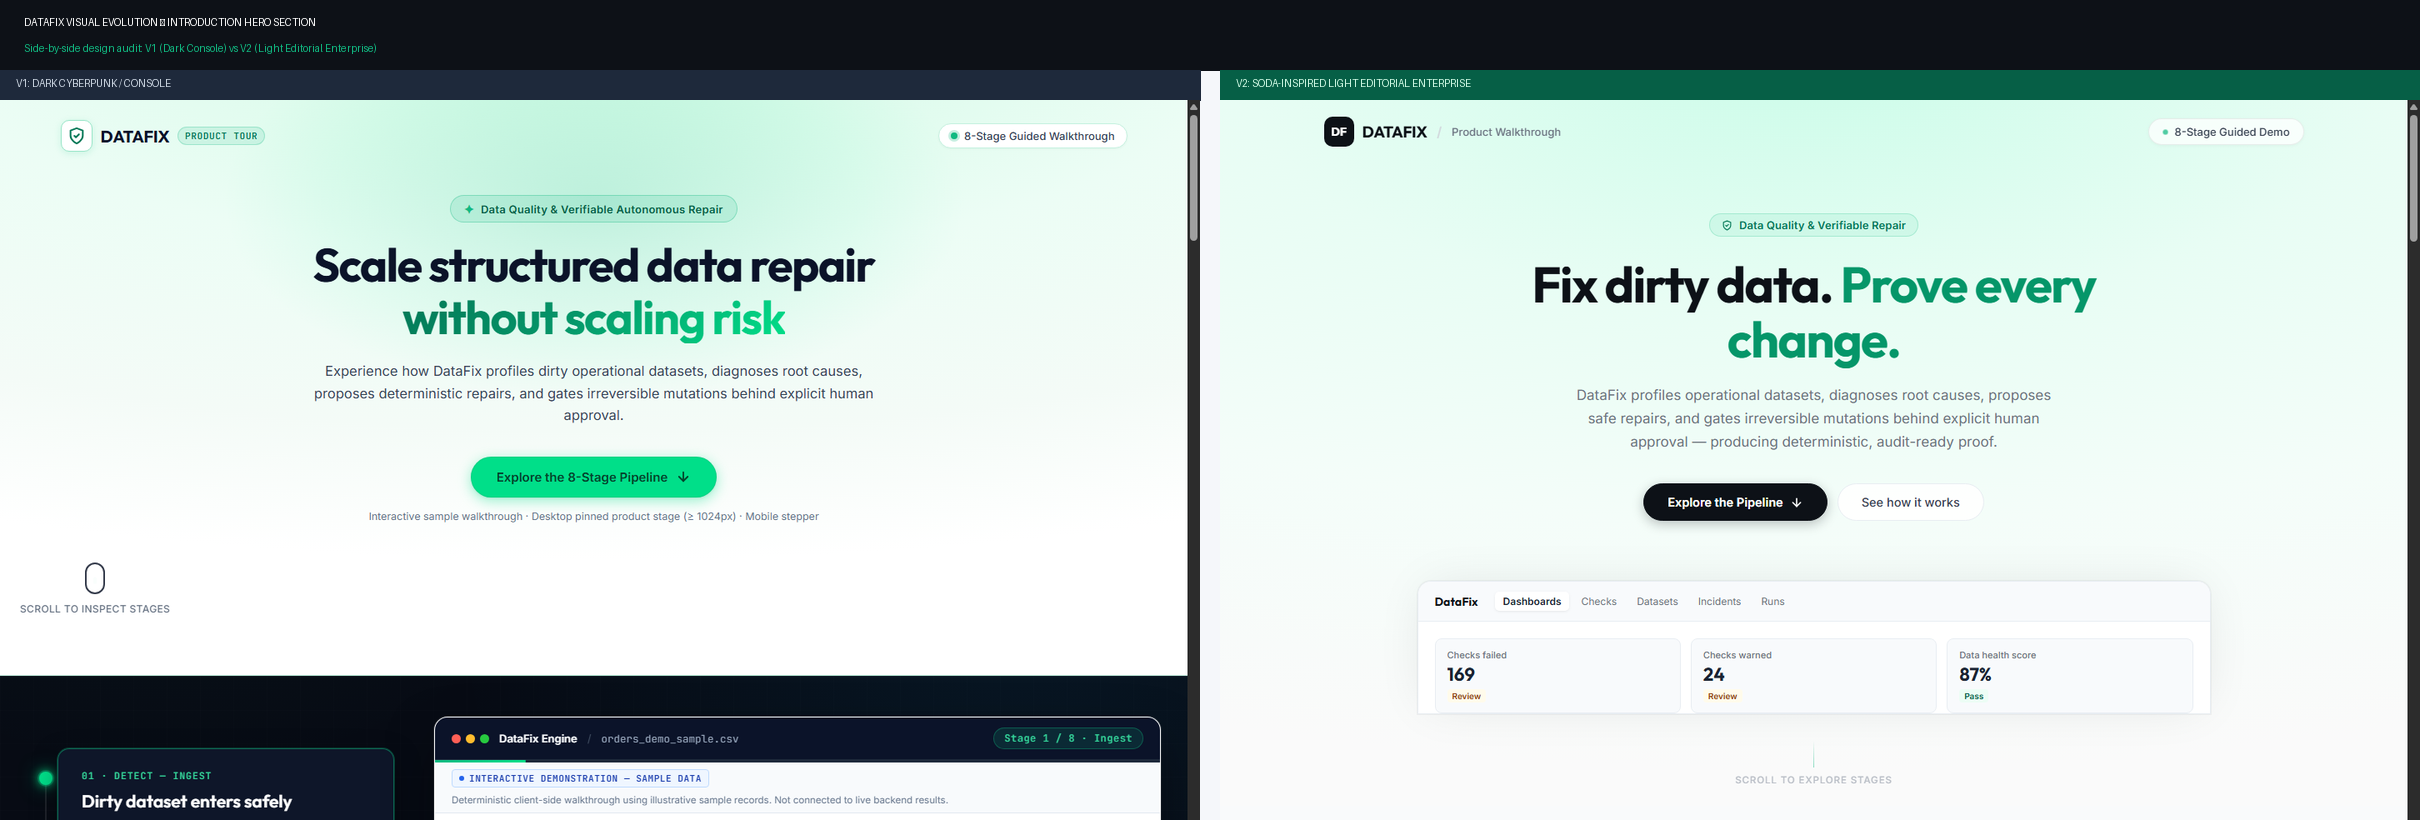 DATAFIX VISUAL EVOLUTION INTRODUCTION HERO SECTION
Side-by-side design audit: V1 (Dark Console) vs V2 (Light Editorial Enterprise)
V1: DARK CYBERPUNK / CONSOLE
DATAFIX PRODUCT TOUR
8-Stage Guided Walkthrough
Data Quality & Verifiable Autonomous Repair
Scale structured data repair
without scaling risk
Experience how DataFix profiles dirty operational datasets, diagnoses root causes,
proposes deterministic repairs, and gates irreversible mutations behind explicit human
approval.
Explore the 8-Stage Pipeline ↓
Interactive sample walkthrough · Desktop pinned product stage (≥ 1024px) · Mobile stepper
SCROLL TO INSPECT STAGES
01 · DETECT — INGEST
Dirty dataset enters safely
DataFix Engine / orders_demo_sample.csv
Stage 1 / 8 · Ingest
INTERACTIVE DEMONSTRATION — SAMPLE DATA
Deterministic client-side walkthrough using illustrative sample records. Not connected to live backend results.
V2: SODA-INSPIRED LIGHT EDITORIAL ENTERPRISE
DF DATAFIX / Product Walkthrough
8-Stage Guided Demo
Data Quality & Verifiable Repair
Fix dirty data. Prove every
change.
DataFix profiles operational datasets, diagnoses root causes, proposes
safe repairs, and gates irreversible mutations behind explicit human
approval — producing deterministic, audit-ready proof.
Explore the Pipeline ↓
See how it works
DataFix Dashboards Checks Datasets Incidents Runs
Checks failed
169
Review
Checks warned
24
Review
Data health score
87%
Pass
SCROLL TO EXPLORE STAGES